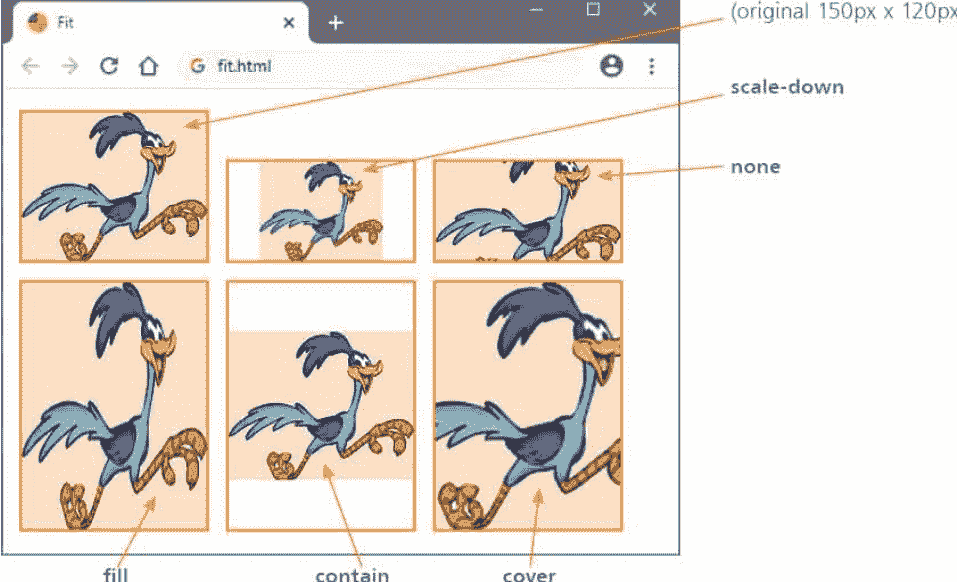 (original 150px x 120px
Fit
fit.html
scale-down
none
fill
contain
cover